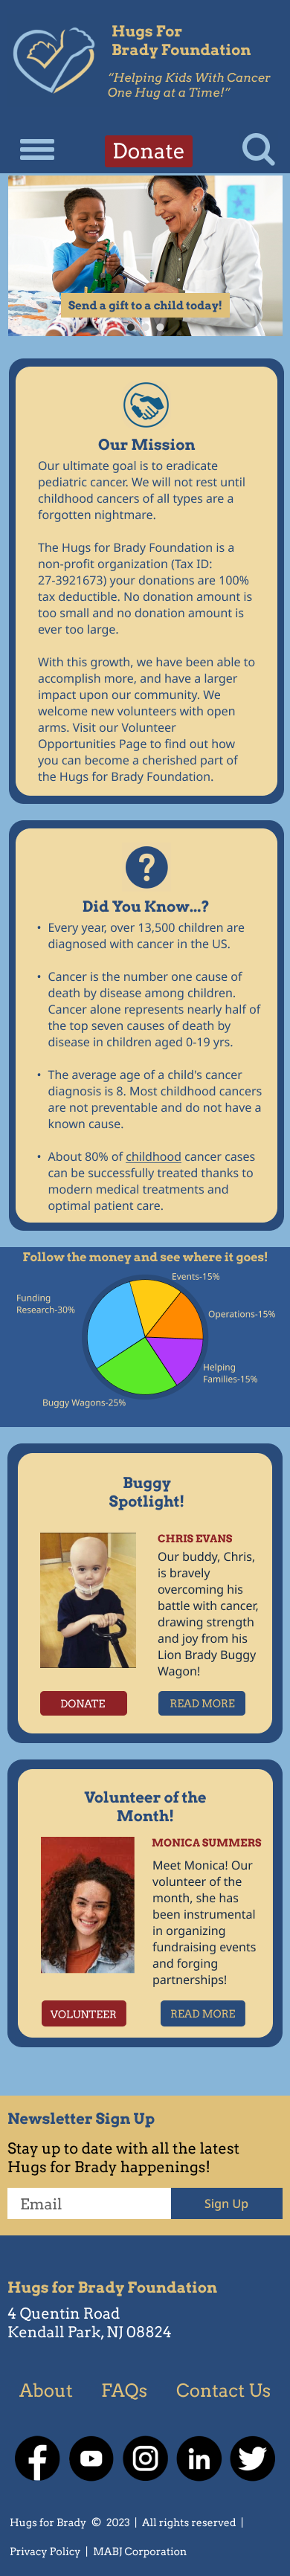 Hugs For
Brady Foundation
“Helping Kids With Cancer
One Hug at a Time!”
Donate
Send a gift to a child today!
Our Mission
Our ultimate goal is to eradicate
pediatric cancer. We will not rest until
childhood cancers of all types are a
forgotten nightmare.
The Hugs for Brady Foundation is a
non-profit organization (Tax ID:
27-3921673) your donations are 100%
tax deductible. No donation amount is
too small and no donation amount is
ever too large.
With this growth, we have been able to
accomplish more, and have a larger
impact upon our community. We
welcome new volunteers with open
arms. Visit our Volunteer
Opportunities Page to find out how
you can become a cherished part of
the Hugs for Brady Foundation.
?
Did You Know...?
• Every year, over 13,500 children are
diagnosed with cancer in the US.
• Cancer is the number one cause of
death by disease among children.
Cancer alone represents nearly half of
the top seven causes of death by
disease in children aged 0-19 yrs.
• The average age of a child's cancer
diagnosis is 8. Most childhood cancers
are not preventable and do not have a
known cause.
• About 80% of childhood cancer cases
can be successfully treated thanks to
modern medical treatments and
optimal patient care.
Follow the money and see where it goes!
Events-15%
Funding
Research-30%
Operations-15%
Helping
Families-15%
Buggy Wagons-25%
Buggy
Spotlight!
CHRIS EVANS
Our buddy, Chris,
is bravely
overcoming his
battle with cancer,
drawing strength
and joy from his
Lion Brady Buggy
Wagon!
DONATE
READ MORE
Volunteer of the
Month!
MONICA SUMMERS
Meet Monica! Our
volunteer of the
month, she has
been instrumental
in organizing
fundraising events
and forging
partnerships!
VOLUNTEER
READ MORE
Newsletter Sign Up
Stay up to date with all the latest
Hugs for Brady happenings!
Email
Sign Up
Hugs for Brady Foundation
4 Quentin Road
Kendall Park, NJ 08824
About FAQs Contact Us
Hugs for Brady © 2023 | All rights reserved |
Privacy Policy | MABJ Corporation